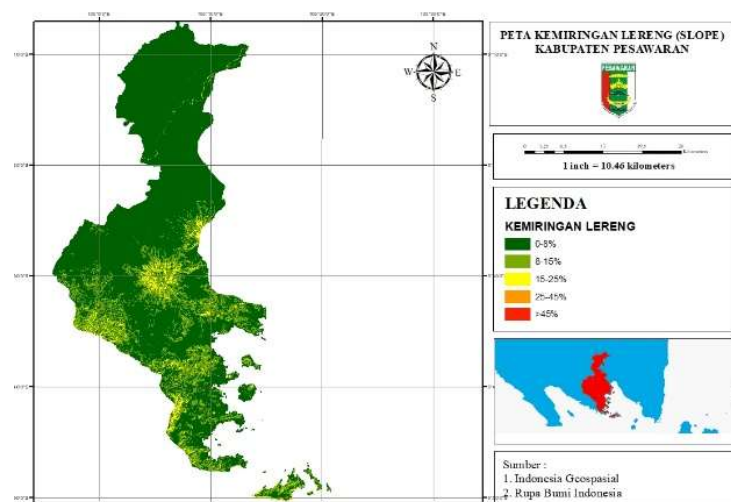 PETA KEMIRINGAN LERENG (SLOPE)
KABUPATEN PESAWARAN
N
W E
S
1 inch = 10.46 kilometers
LEGENDA
KEMIRINGAN LERENG
0-8%
8-15%
15-25%
25-45%
>45%
Sumber :
1. Indonesia Geospasial
2. Rupa Bumi Indonesia